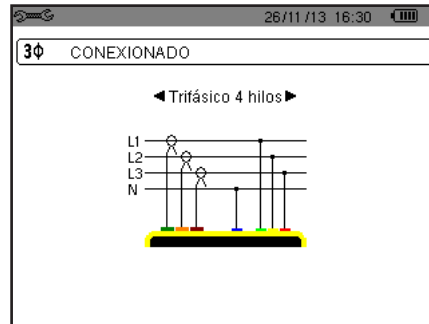 26/11/13 16:30
3Φ CONEXIONADO
◄Trifásico 4 hilos►
L1
L2
L3
N